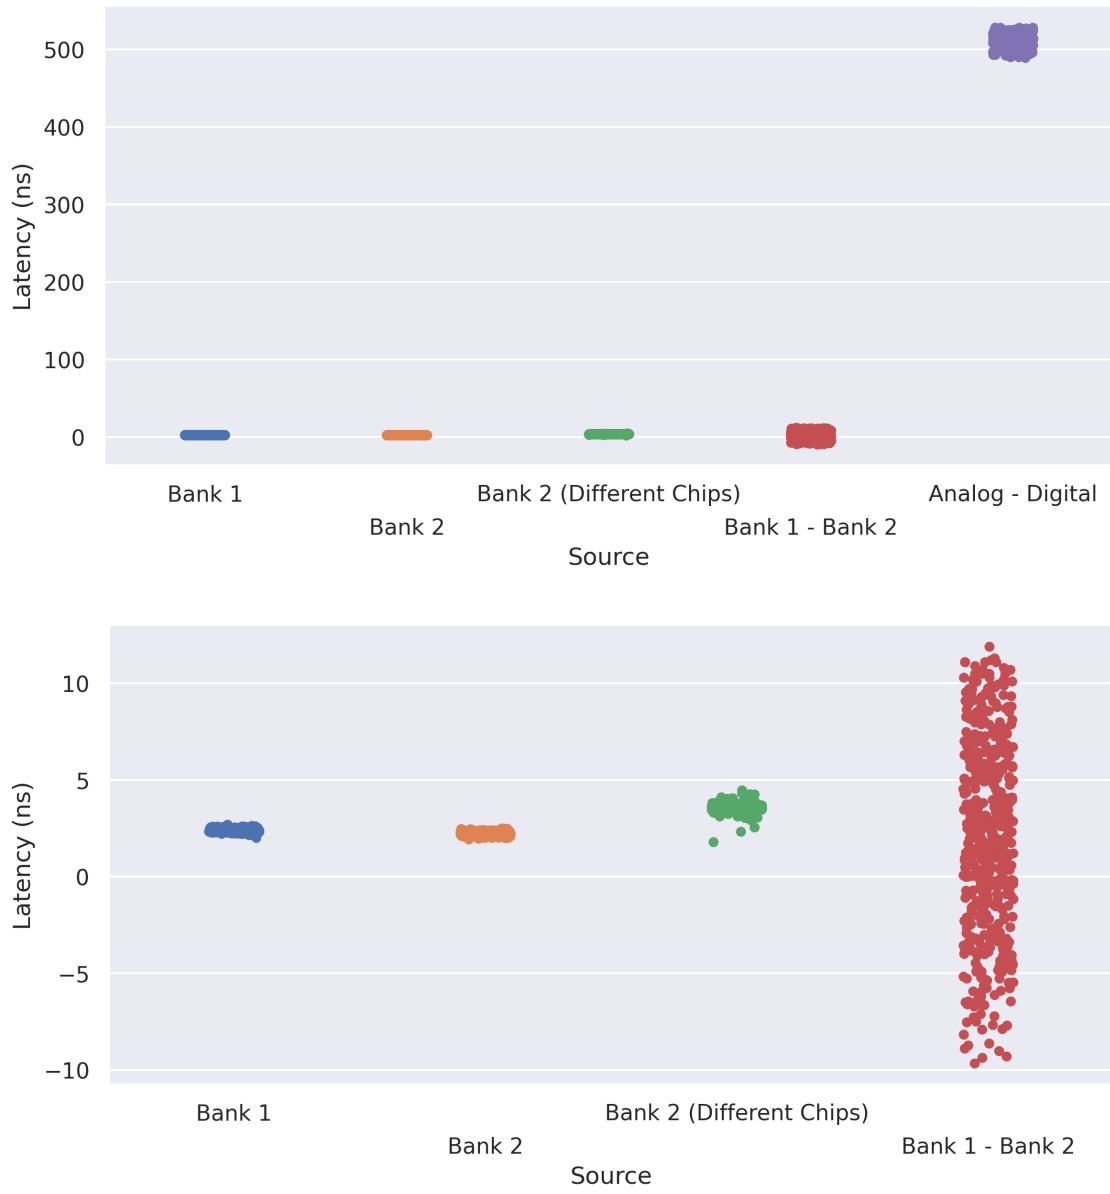 500
400
300
200
100
0
Latency (ns)
Bank 1
Bank 2 (Different Chips)
Analog - Digital
Bank 2
Bank 1 - Bank 2
Source
10
5
0
−5
−10
Latency (ns)
Bank 1
Bank 2 (Different Chips)
Bank 2
Bank 1 - Bank 2
Source